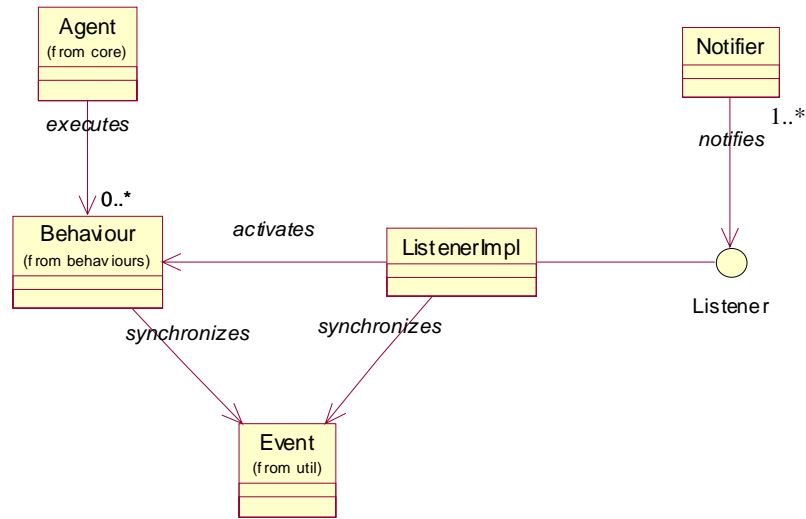 Agent
(from core)
Notifier
executes
1..*
notifies
0..*
Behaviour
(from behaviours)
activates
ListenerImpl
Listener
synchronizes
synchronizes
Event
(from util)